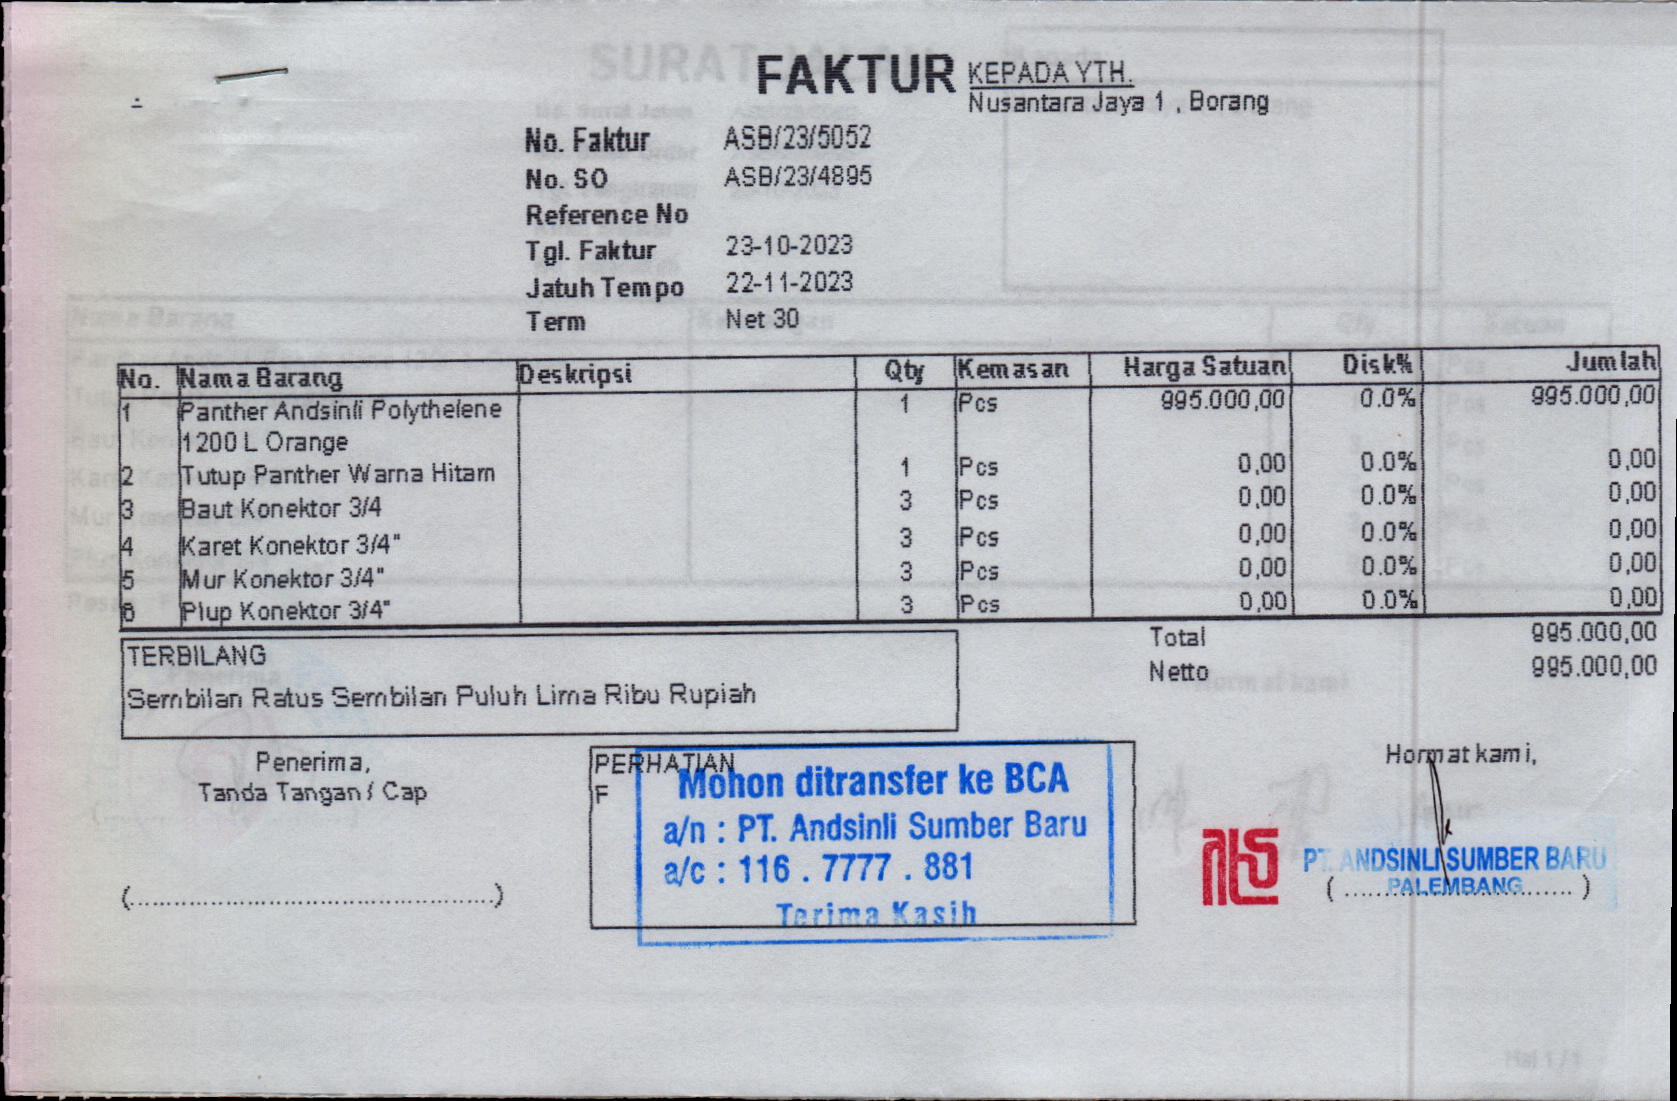 FAKTUR
KEPADA YTH.
Nusantara Jaya 1 , Borang
No. Faktur ASB/23/5052
No. SO ASB/23/4895
Reference No
Tgl. Faktur 23-10-2023
Jatuh Tempo 22-11-2023
Term Net 30
No. Nama Barang Deskripsi Qty Kemasan Harga Satuan Disk% Jumlah
1 Panther Andsinli Polythelene 1 Pcs 995.000,00 0.0% 995.000,00
1200 L Orange
2 Tutup Panther Warna Hitam 1 Pcs 0,00 0.0% 0,00
3 Baut Konektor 3/4 3 Pcs 0,00 0.0% 0,00
4 Karet Konektor 3/4" 3 Pcs 0,00 0.0% 0,00
5 Mur Konektor 3/4" 3 Pcs 0,00 0.0% 0,00
6 Plup Konektor 3/4" 3 Pcs 0,00 0.0% 0,00
Total 995.000,00
Netto 995.000,00
TERBILANG
Sembilan Ratus Sembilan Puluh Lima Ribu Rupiah
Penerima,
Tanda Tangan / Cap
(................................................)
PERHATIAN
F
Mohon ditransfer ke BCA
a/n : PT. Andsinli Sumber Baru
a/c : 116 . 7777 . 881
Terima Kasih
Hormat kami,
PT. ANDSINLI SUMBER BARU
PALEMBANG
(..............................)
Hal 1 / 1